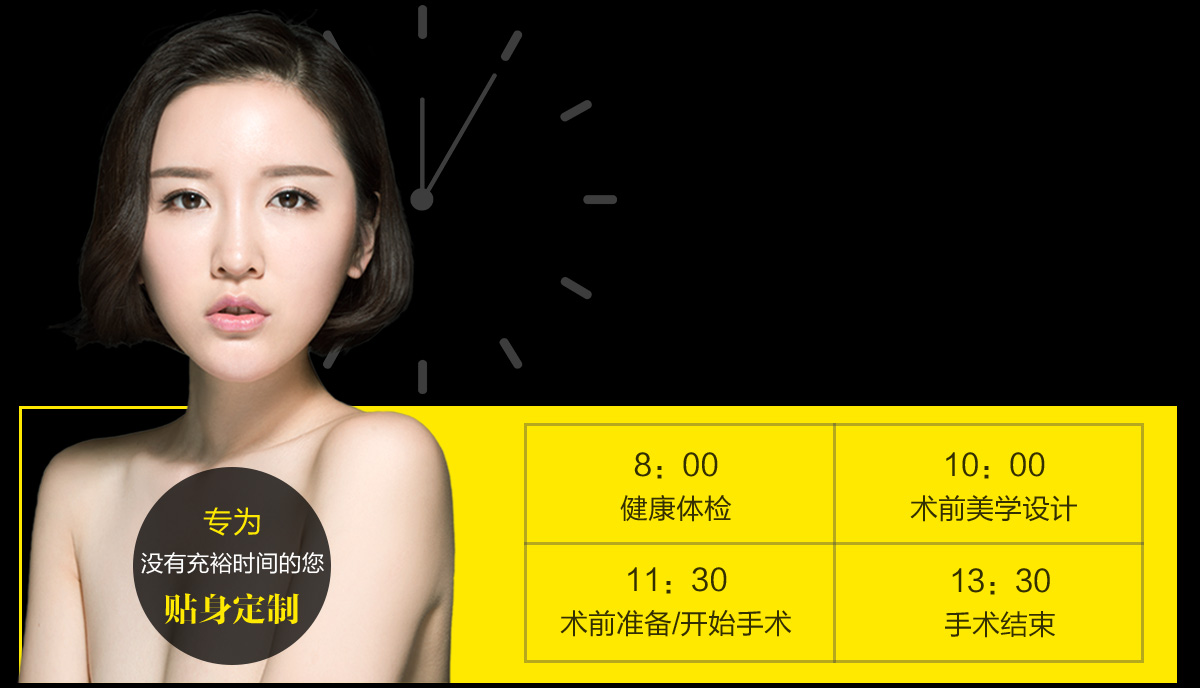 专为
没有充裕时间的您
贴身定制
8：00
健康体检
10：00
术前美学设计
11：30
术前准备/开始手术
13：30
手术结束